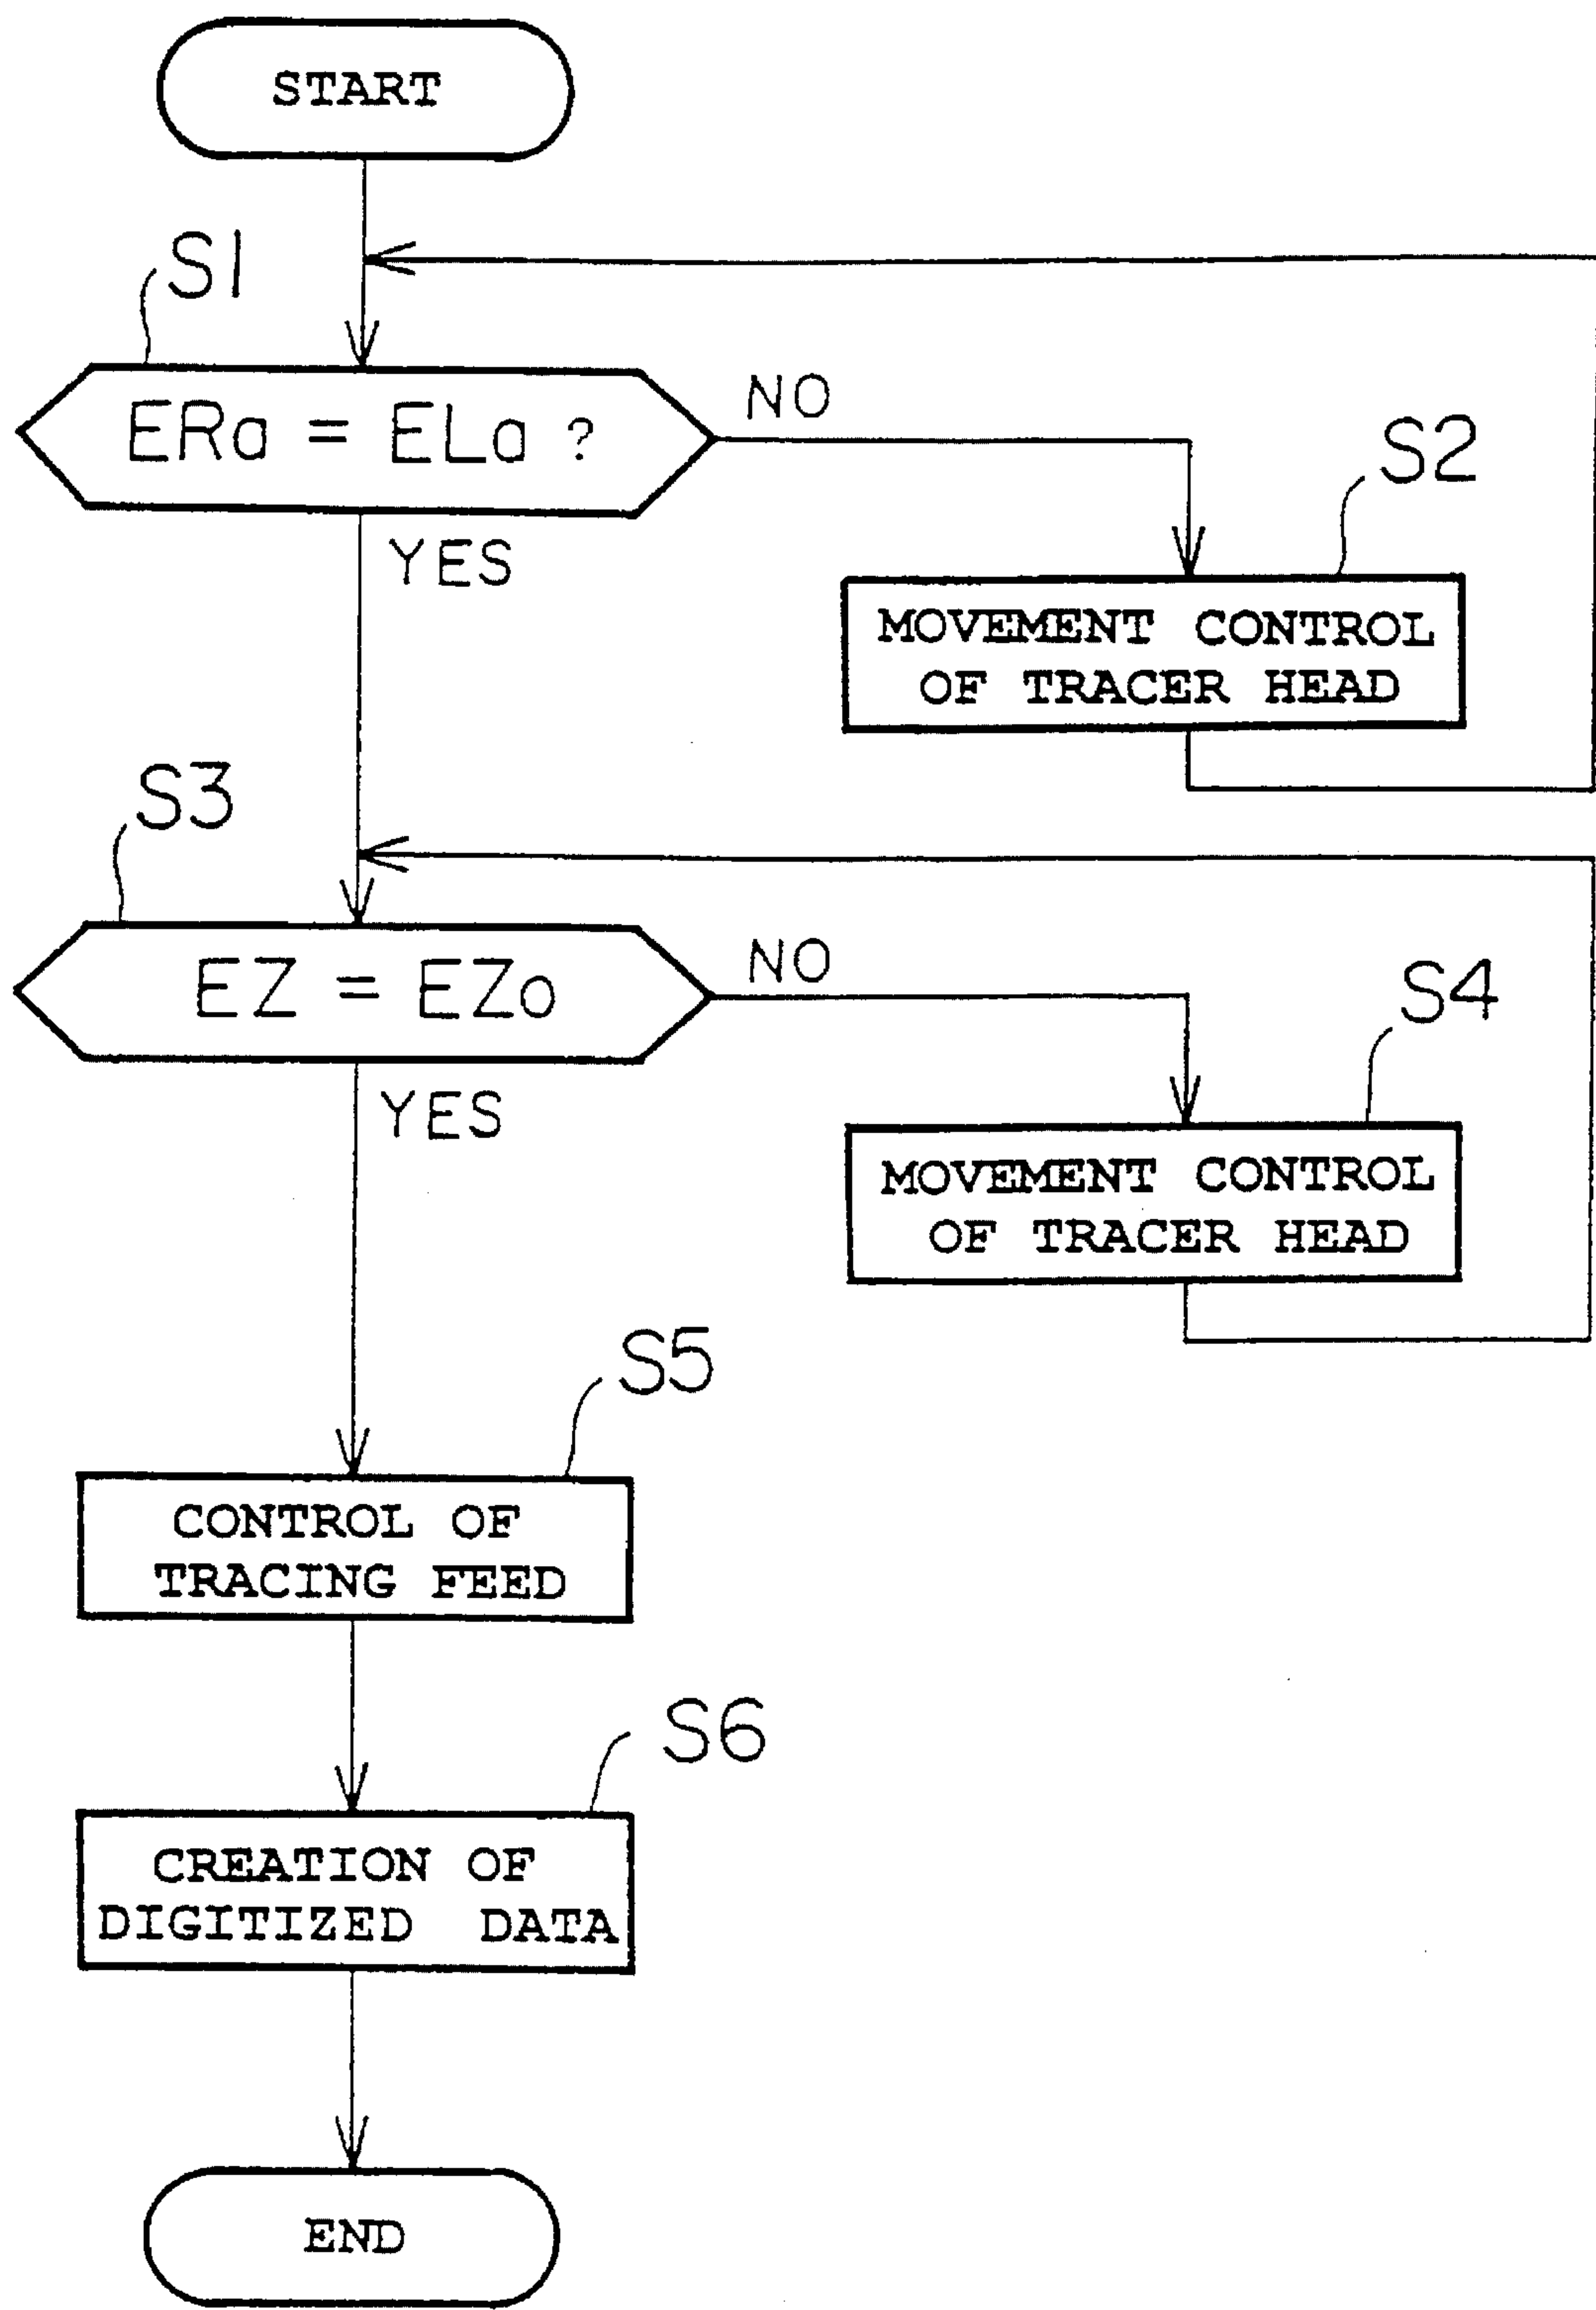 START
S1
ERa = ELa ?
NO
S2
YES
MOVEMENT CONTROL
OF TRACER HEAD
S3
EZ = EZo
NO
S4
YES
MOVEMENT CONTROL
OF TRACER HEAD
S5
CONTROL OF
TRACING FEED
S6
CREATION OF
DIGITIZED DATA
END